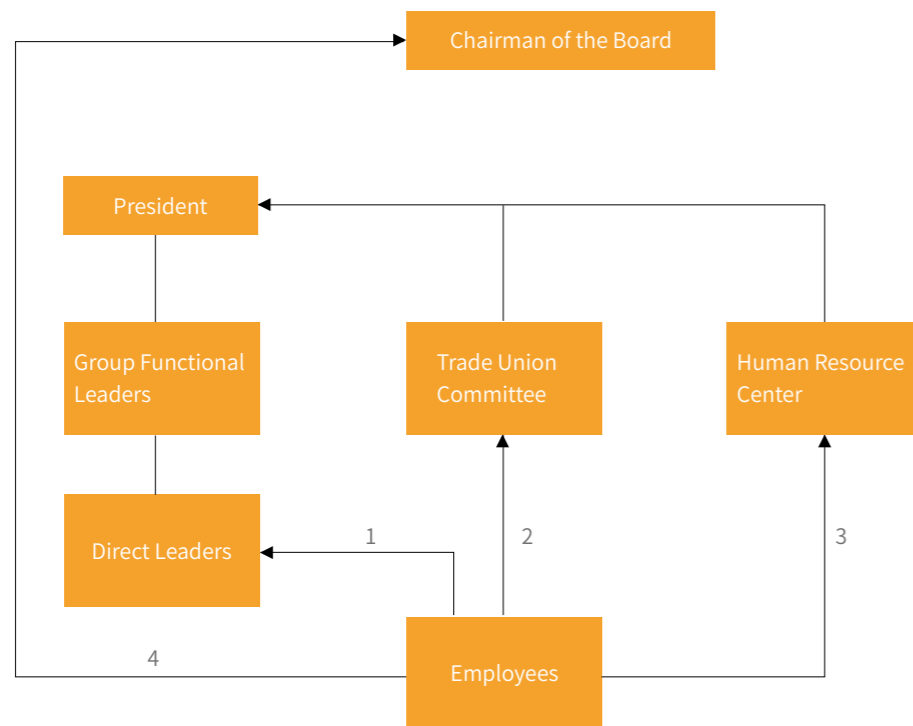 Chairman of the Board
President
Group Functional
Leaders
Trade Union
Committee
Human Resource
Center
Direct Leaders
1
2
3
4
Employees